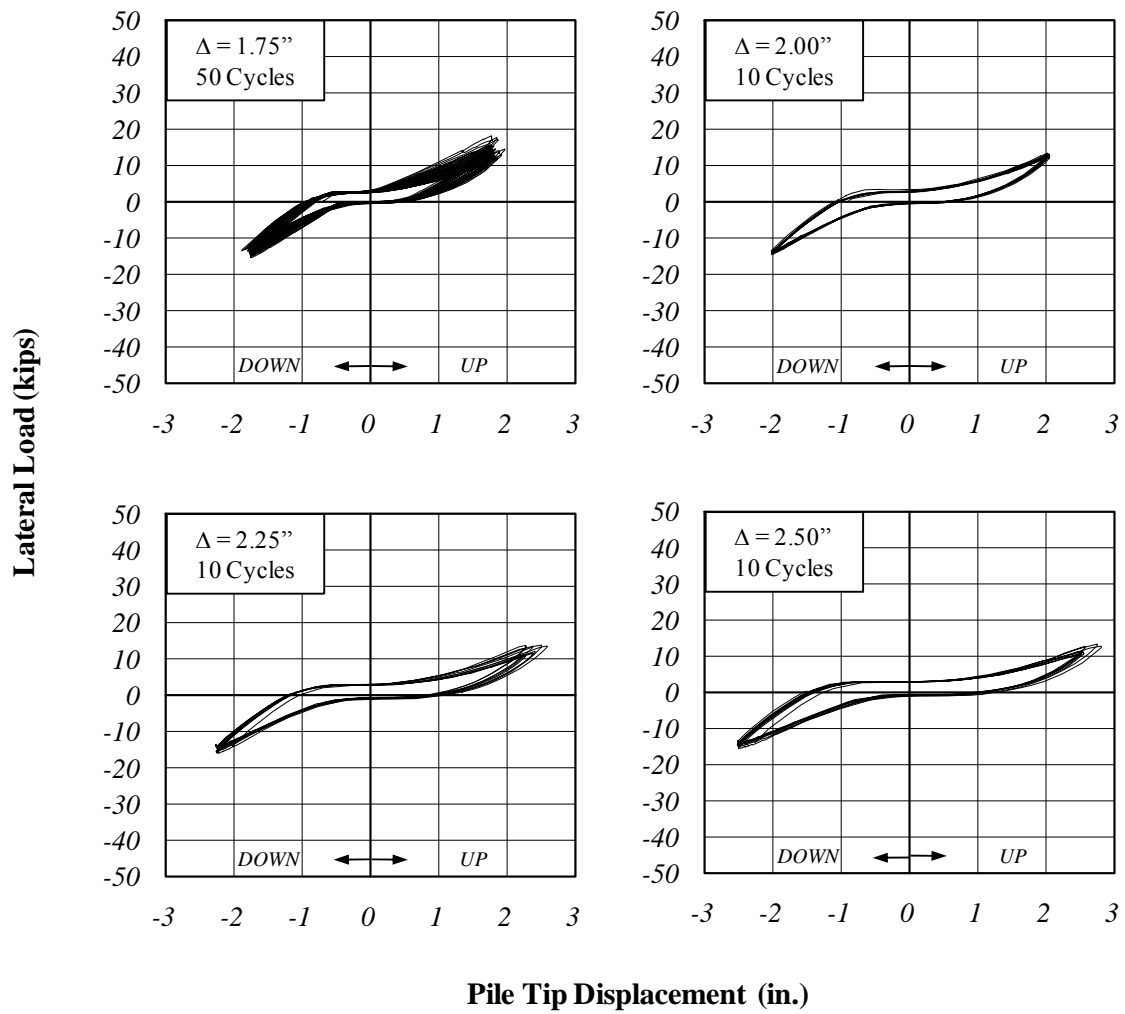 Lateral Load (kips)
50
40
30
20
10
0
-10
-20
-30
-40
-50
Δ = 1.75”
50 Cycles
DOWN UP
-3 -2 -1 0 1 2 3
50
40
30
20
10
0
-10
-20
-30
-40
-50
Δ = 2.00”
10 Cycles
DOWN UP
-3 -2 -1 0 1 2 3
50
40
30
20
10
0
-10
-20
-30
-40
-50
Δ = 2.25”
10 Cycles
DOWN UP
-3 -2 -1 0 1 2 3
50
40
30
20
10
0
-10
-20
-30
-40
-50
Δ = 2.50”
10 Cycles
DOWN UP
-3 -2 -1 0 1 2 3
Pile Tip Displacement (in.)